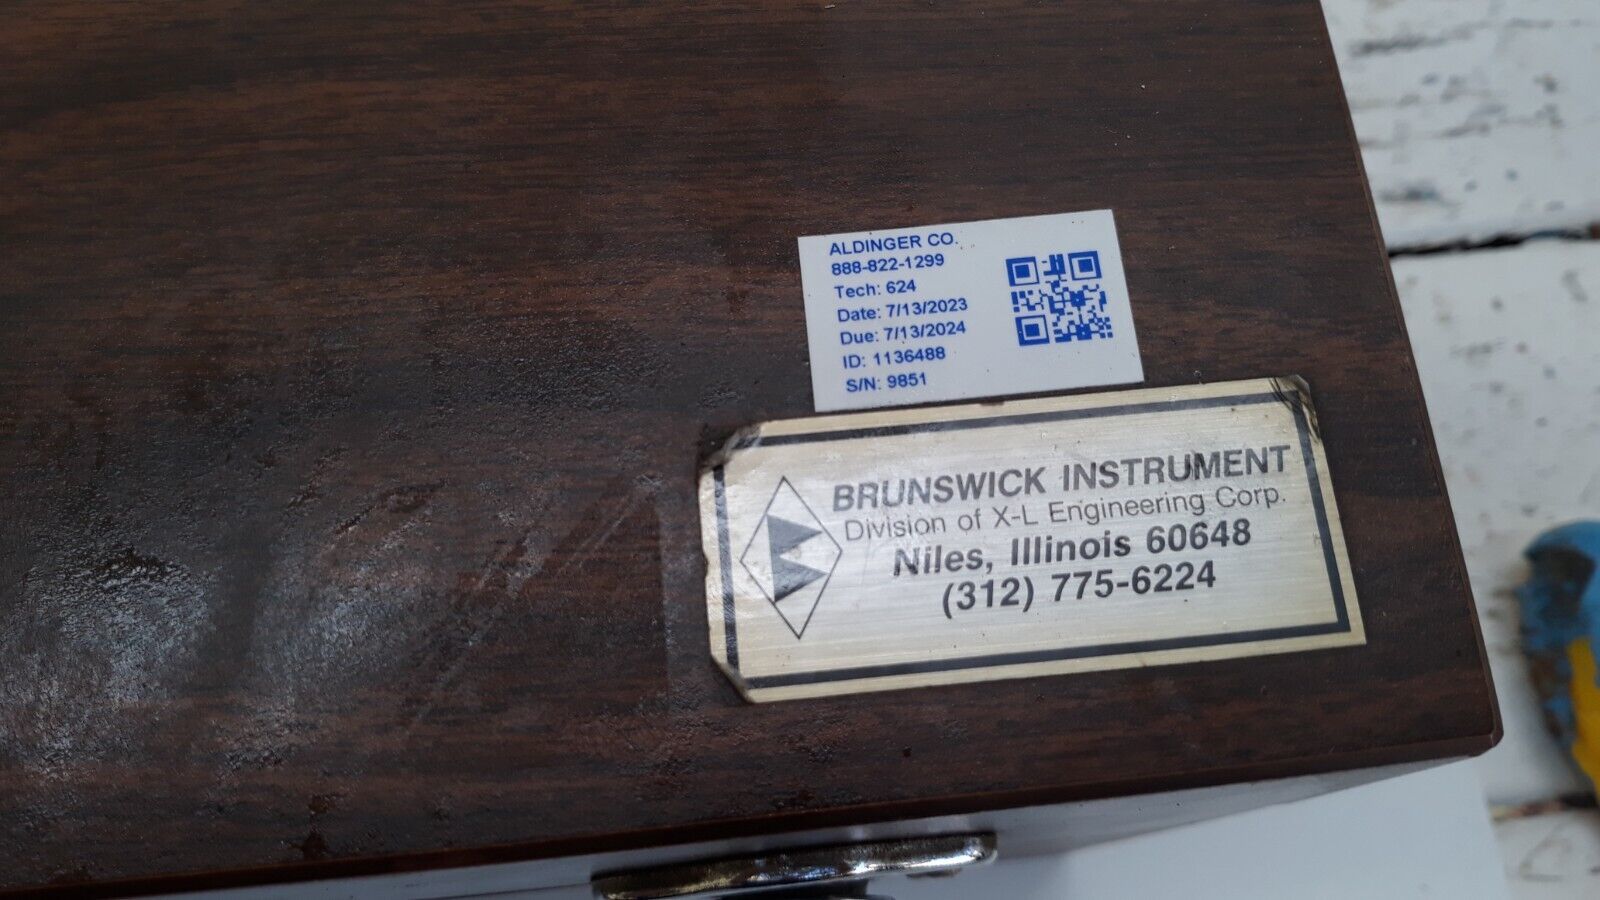 ALDINGER CO.
888-822-1299
Tech: 624
Date: 7/13/2023
Due: 7/13/2024
ID: 1136488
S/N: 9851
BRUNSWICK INSTRUMENT
Division of X-L Engineering Corp.
Niles, Illinois 60648
(312) 775-6224